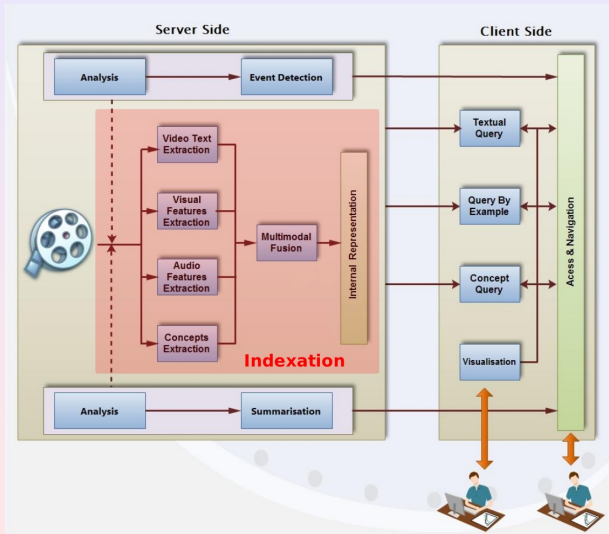 Server Side
Client Side
Analysis
Event Detection
Video Text
Extraction
Visual
Features
Extraction
Audio
Features
Extraction
Concepts
Extraction
Multimodal
Fusion
Internal Representation
Indexation
Analysis
Summarisation
Textual
Query
Query By
Example
Concept
Query
Visualisation
Acess & Navigation